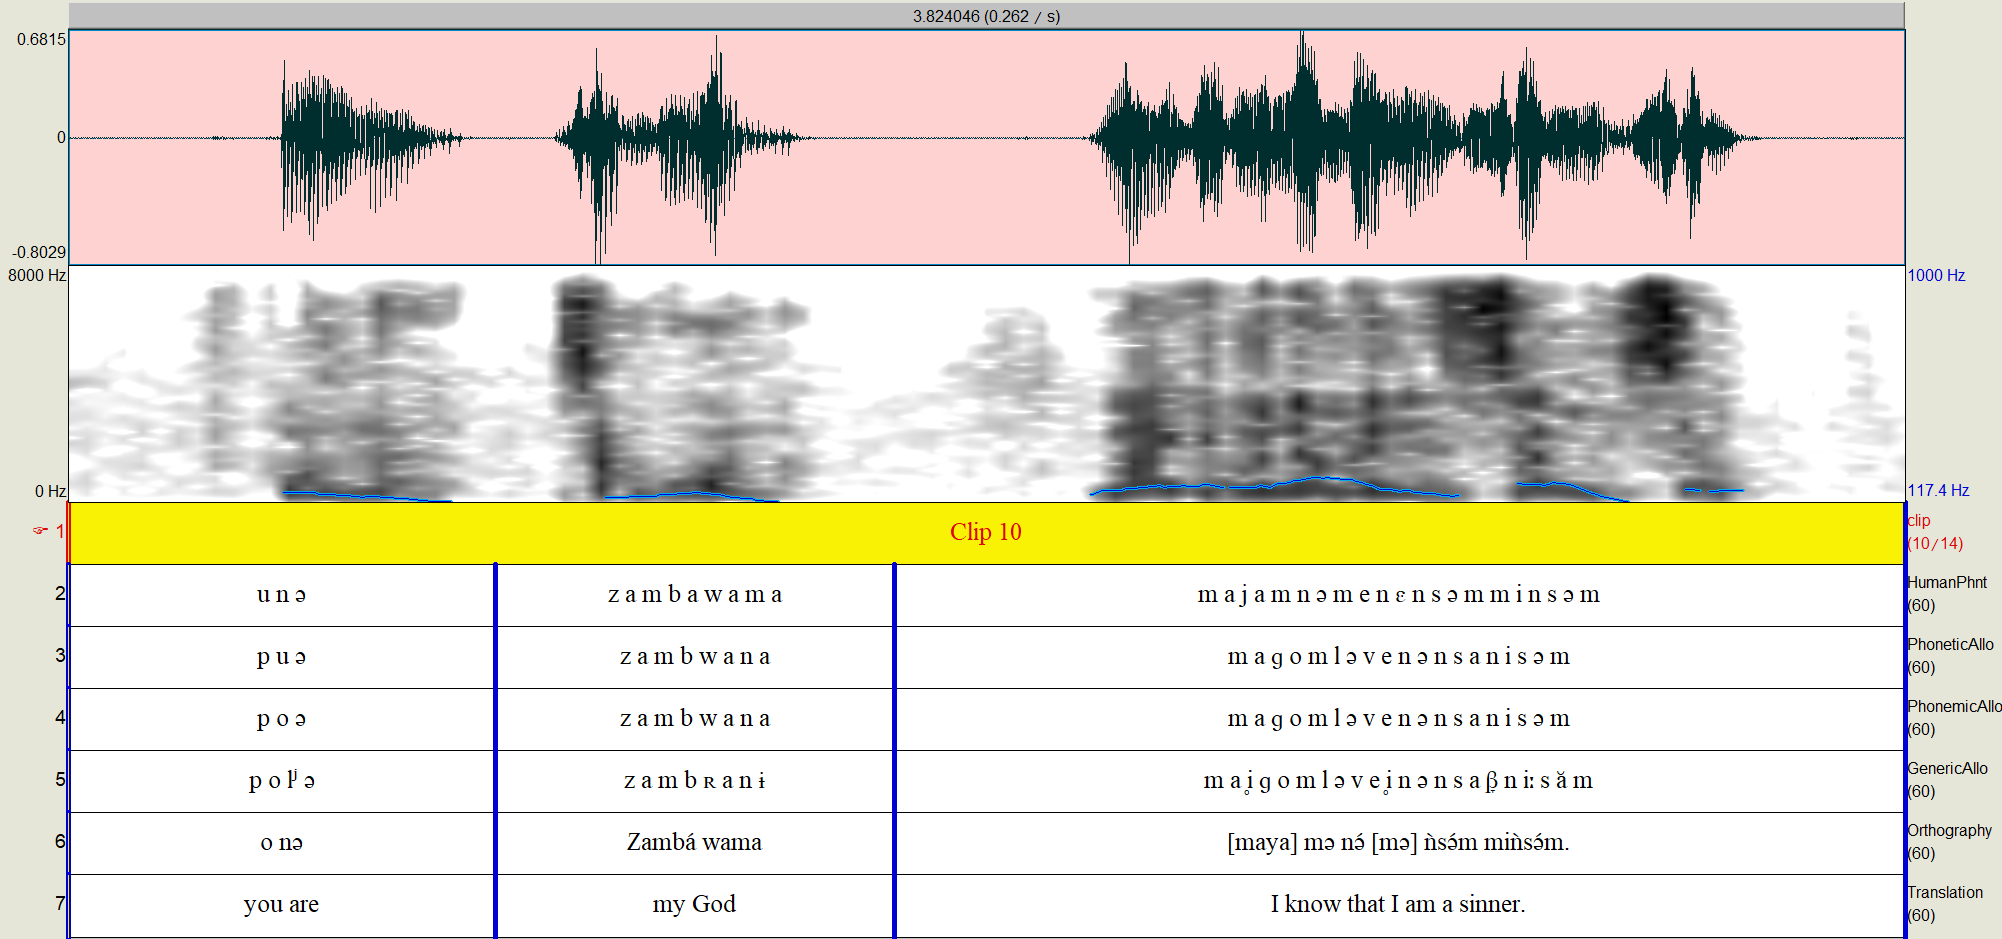 3.824046 (0.262 / s)
0.6815
0
-0.8029
8000 Hz
1000 Hz
0 Hz
117.4 Hz
☞ 1 Clip 10 clip (10/14)
2 u n ə z a m b a w a m a m a j a m n ə m e n ɛ n s ə m m i n s ə m HumanPhnt (60)
3 p u ə z a m b w a n a m a ɡ o m l ə v e n ə n s a n i s ə m PhoneticAllo (60)
4 p o ə z a m b w a n a m a ɡ o m l ə v e n ə n s a n i s ə m PhonemicAllo (60)
5 p o lʲ ə z a m b ʀ a n ɨ m a i̥ ɡ o m l ə v e i̥ n ə n s a β̞ n iː s ă m GenericAllo (60)
6 o nə Zambá wama [maya] mə nə́ [mə] ǹsə́m miǹsə́m. Orthography (60)
7 you are my God I know that I am a sinner. Translation (60)